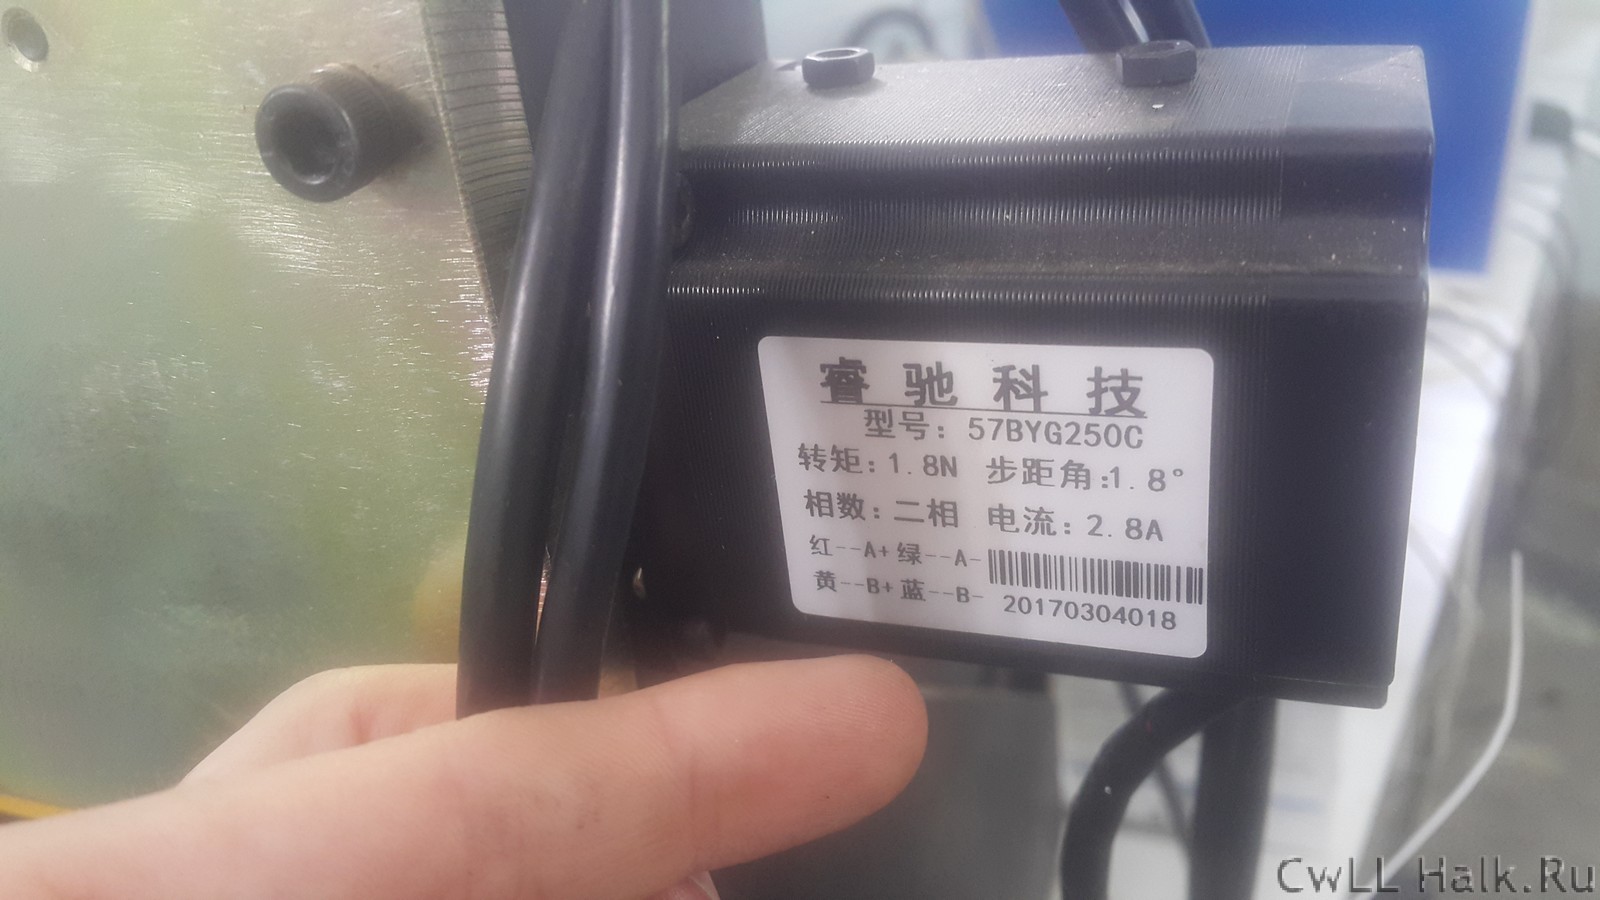 睿驰科技
型号: 57BYG250C
转矩: 1.8N 步距角:1.8°
相数: 二相 电流: 2.8A
红--A+ 绿--A-
黄--B+ 蓝--B-
20170304018
CwLL Halk.Ru